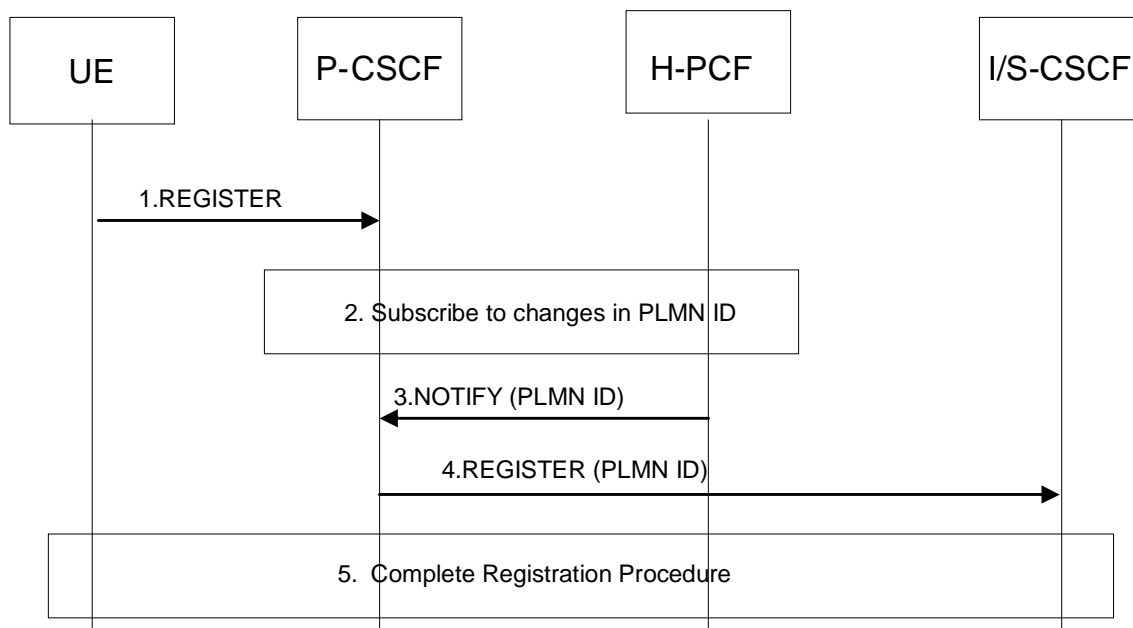 UE
P-CSCF
H-PCF
I/S-CSCF
1.REGISTER
2. Subscribe to changes in PLMN ID
3.NOTIFY (PLMN ID)
4.REGISTER (PLMN ID)
5. Complete Registration Procedure